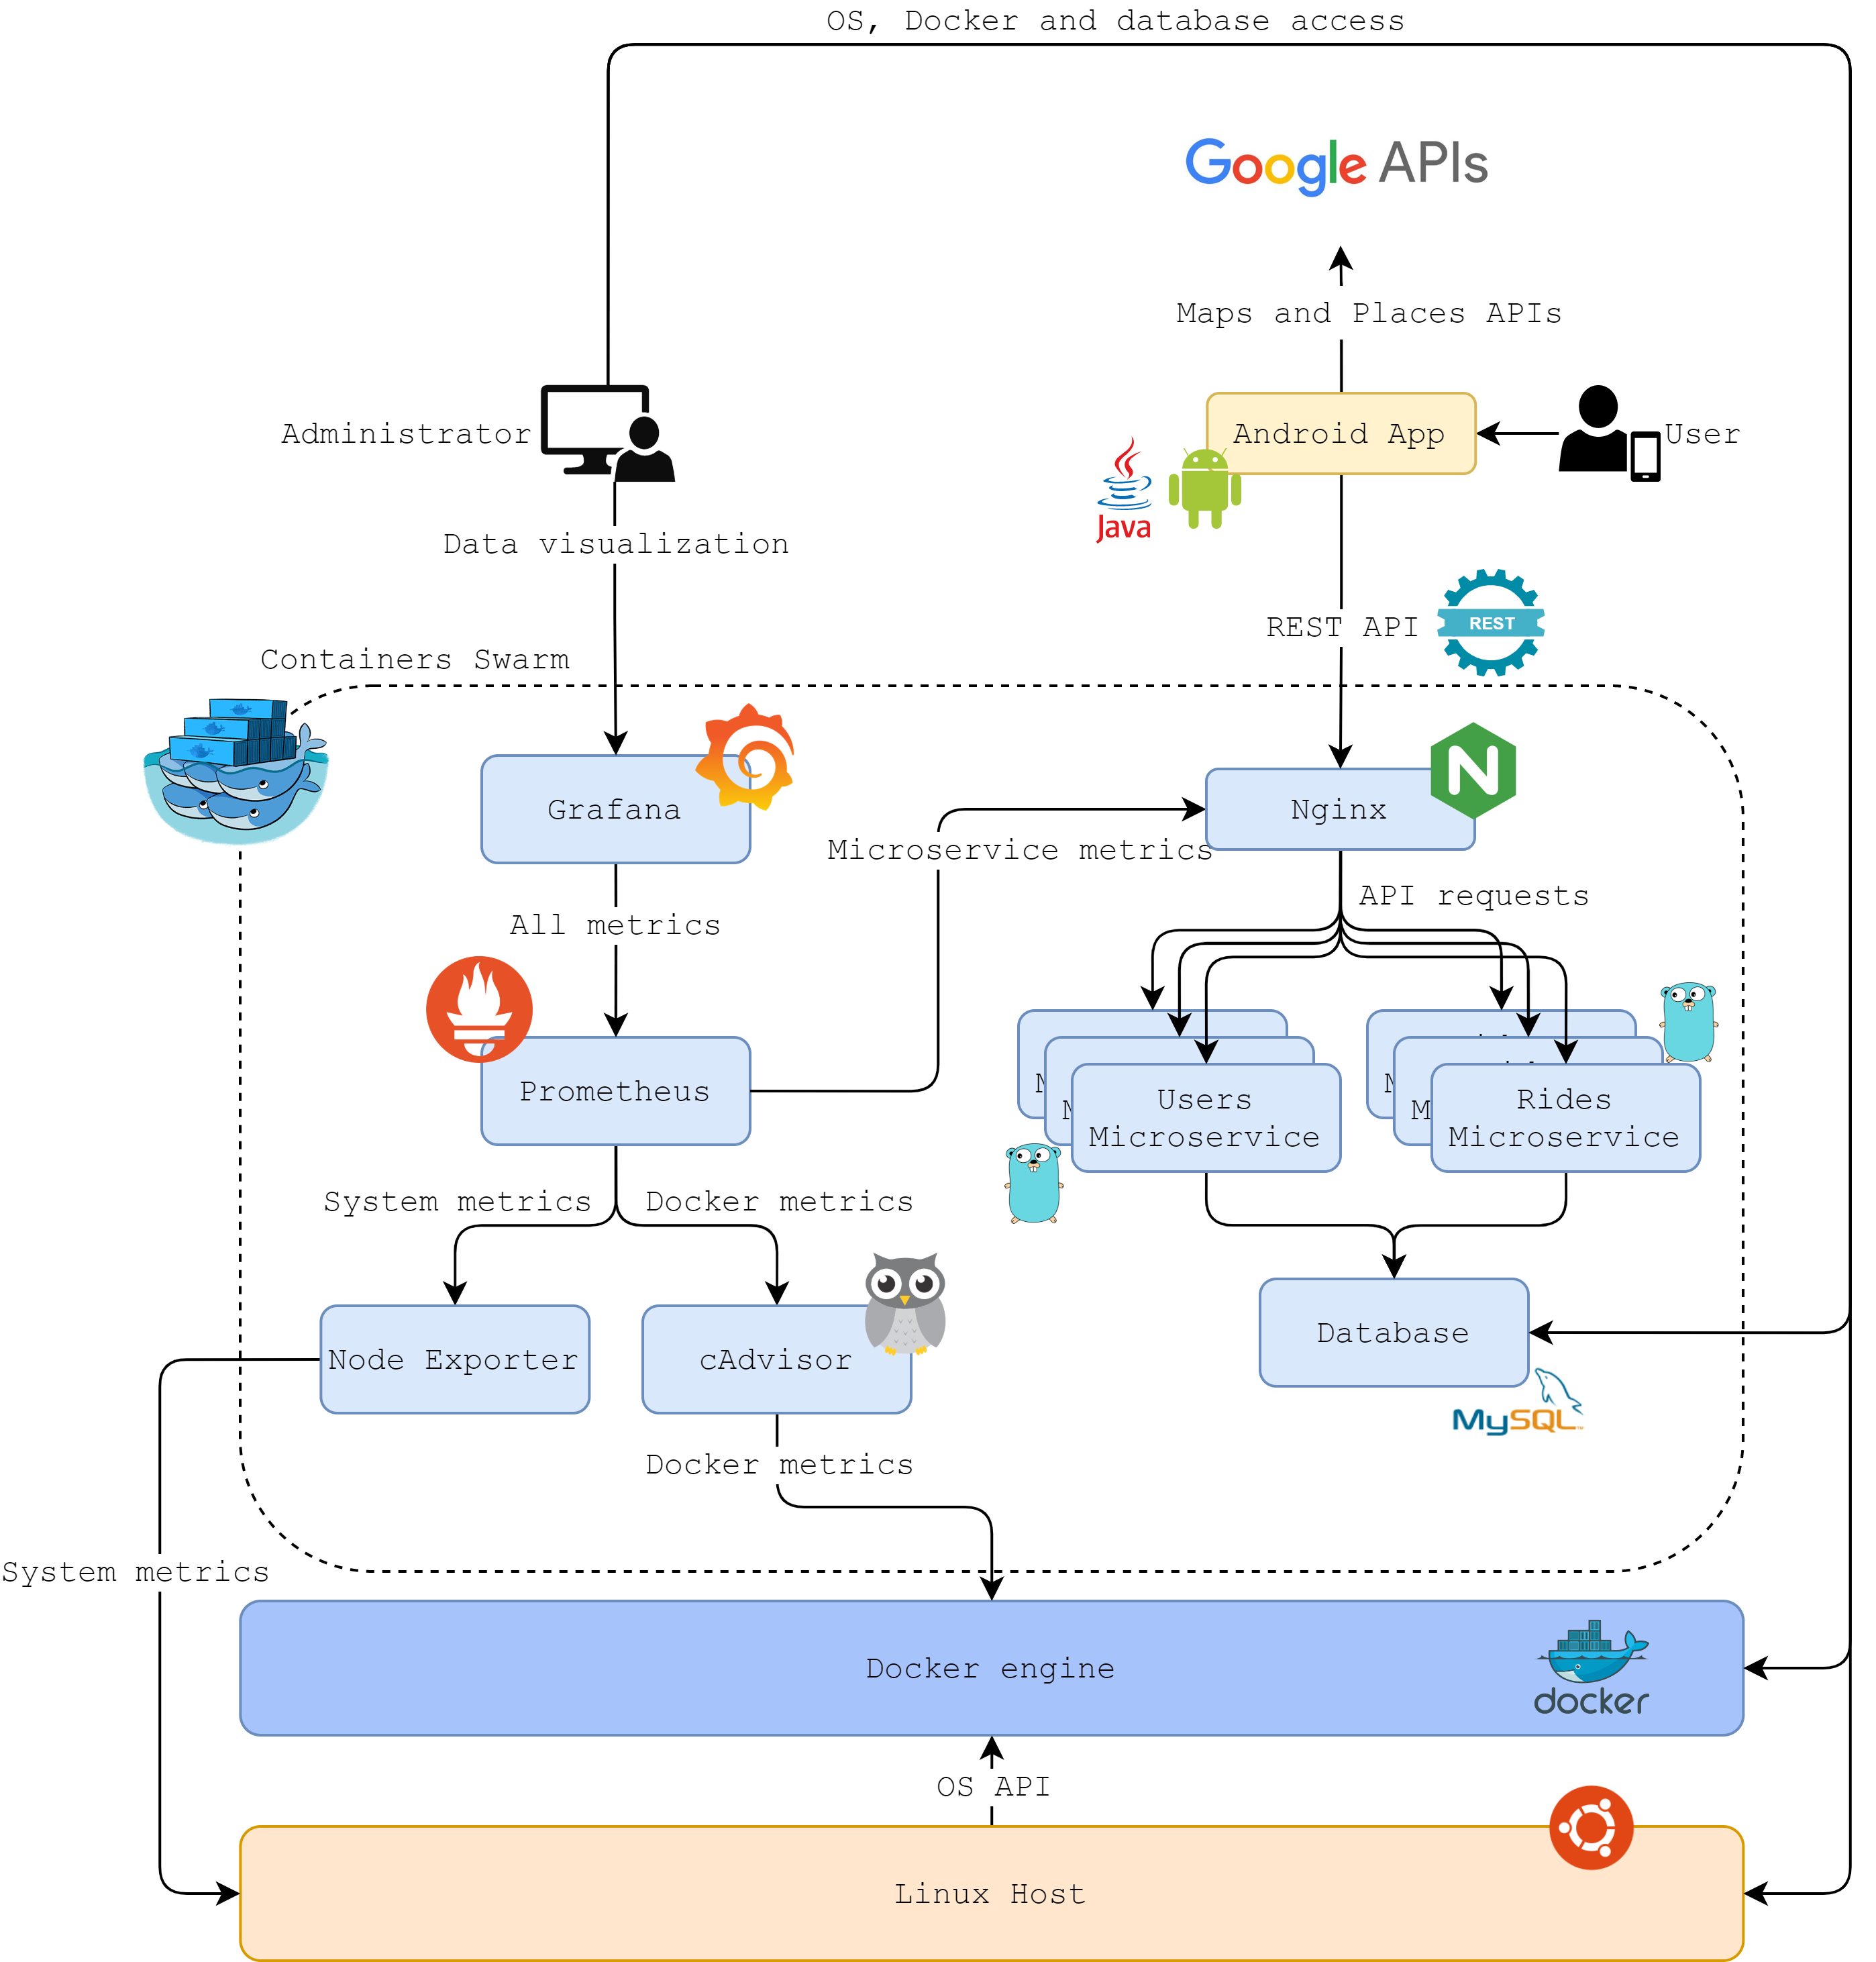 OS, Docker and database access
Google APIs
Maps and Places APIs
Administrator
Android App
User
Java
Data visualization
REST API
REST
Containers Swarm
Grafana
Nginx
Microservice metrics
API requests
All metrics
Prometheus
N
M
Users
Microservice
N
M
Rides
Microservice
System metrics
Docker metrics
Node Exporter
cAdvisor
Database
MySQL
Docker metrics
System metrics
Docker engine
docker
OS API
Linux Host